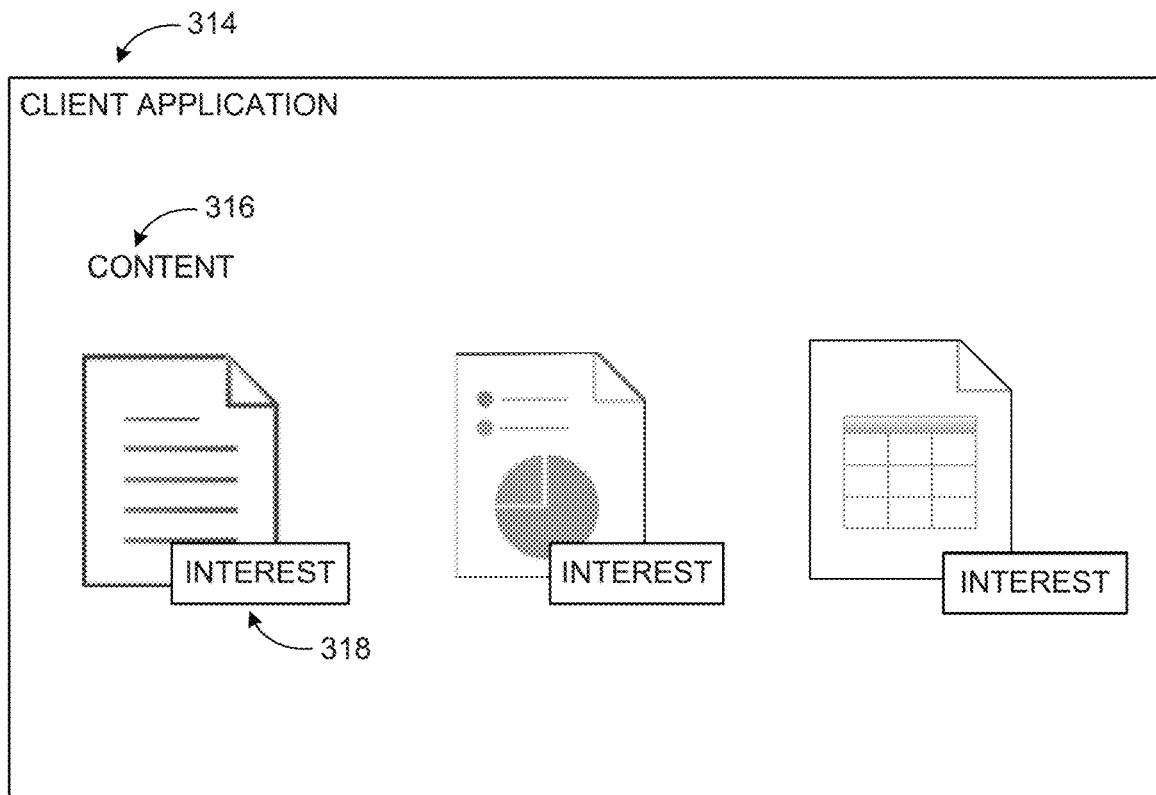 314
CLIENT APPLICATION
316
CONTENT
INTEREST
INTEREST
INTEREST
318